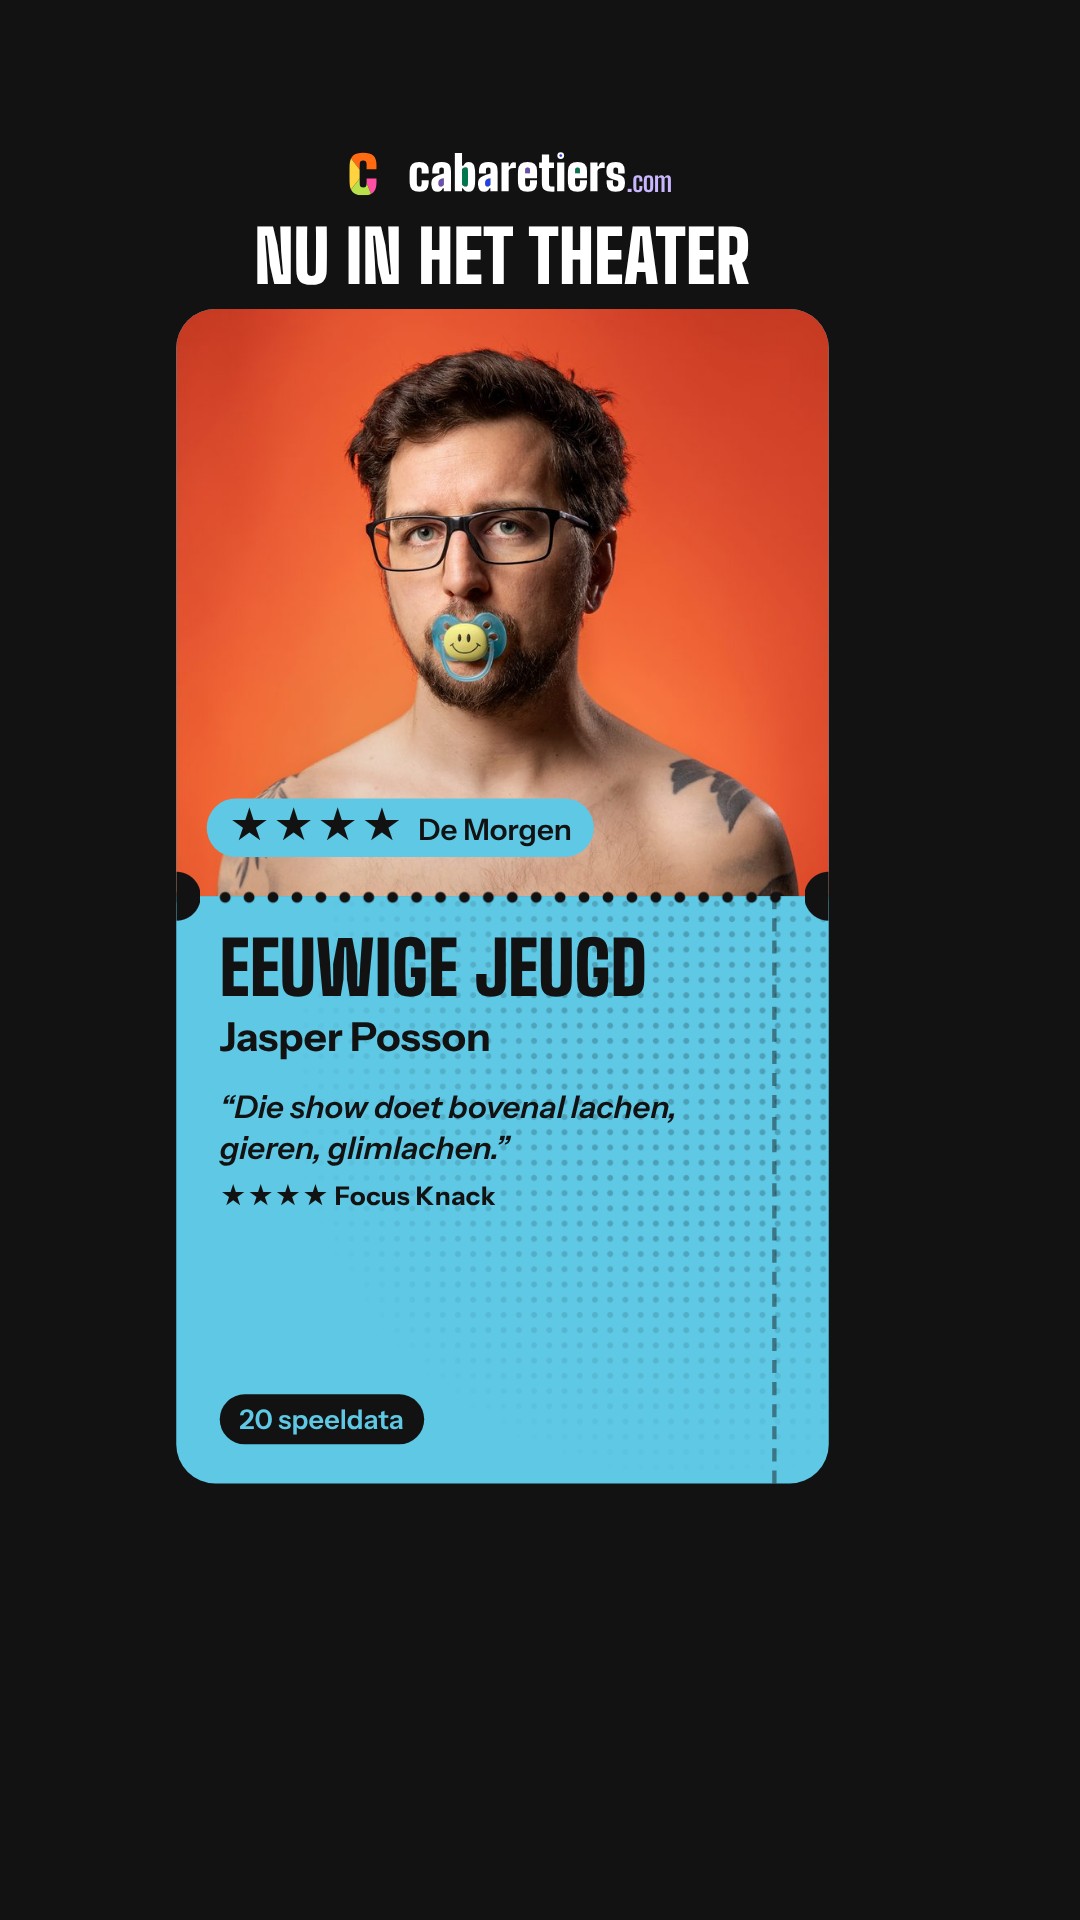 cabaretiers.com
NU IN HET THEATER
★★★★ De Morgen
EEUWIGE JEUGD
Jasper Posson
“Die show doet bovenal lachen,
gieren, glimlachen.”
★★★★ Focus Knack
20 speeldata